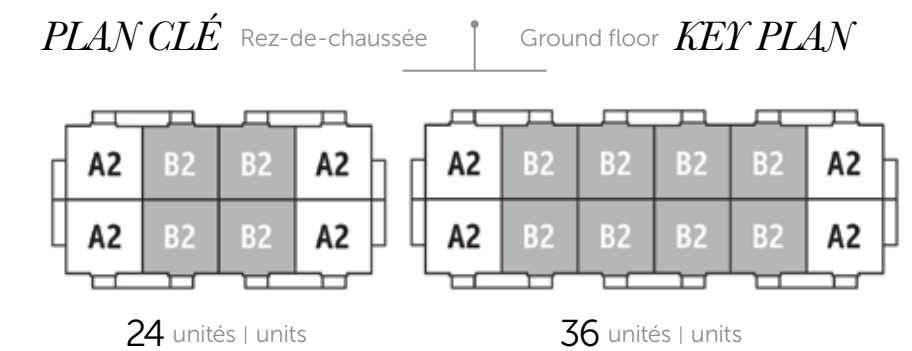 PLAN CLÉ Rez-de-chaussée Ground floor KEY PLAN
A2 B2 B2 A2 A2 B2 B2 B2 B2 A2
A2 B2 B2 A2 A2 B2 B2 B2 B2 A2
24 unités | units 36 unités | units